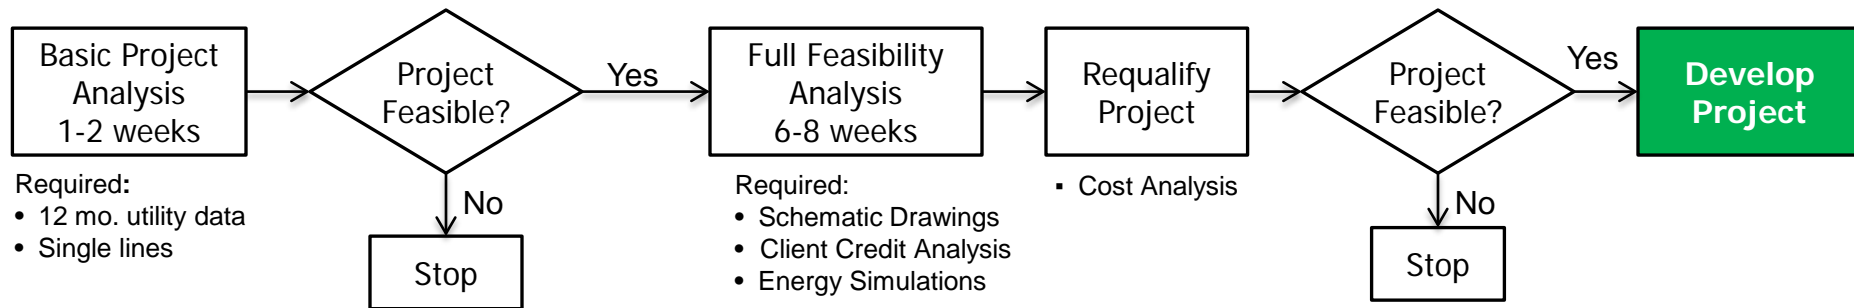 Basic Project
Analysis
1-2 weeks
Required:
• 12 mo. utility data
• Single lines
Project
Feasible?
Yes
No
Stop
Full Feasibility
Analysis
6-8 weeks
Required:
• Schematic Drawings
• Client Credit Analysis
• Energy Simulations
Requalify
Project
▪ Cost Analysis
Project
Feasible?
Yes
No
Stop
Develop
Project